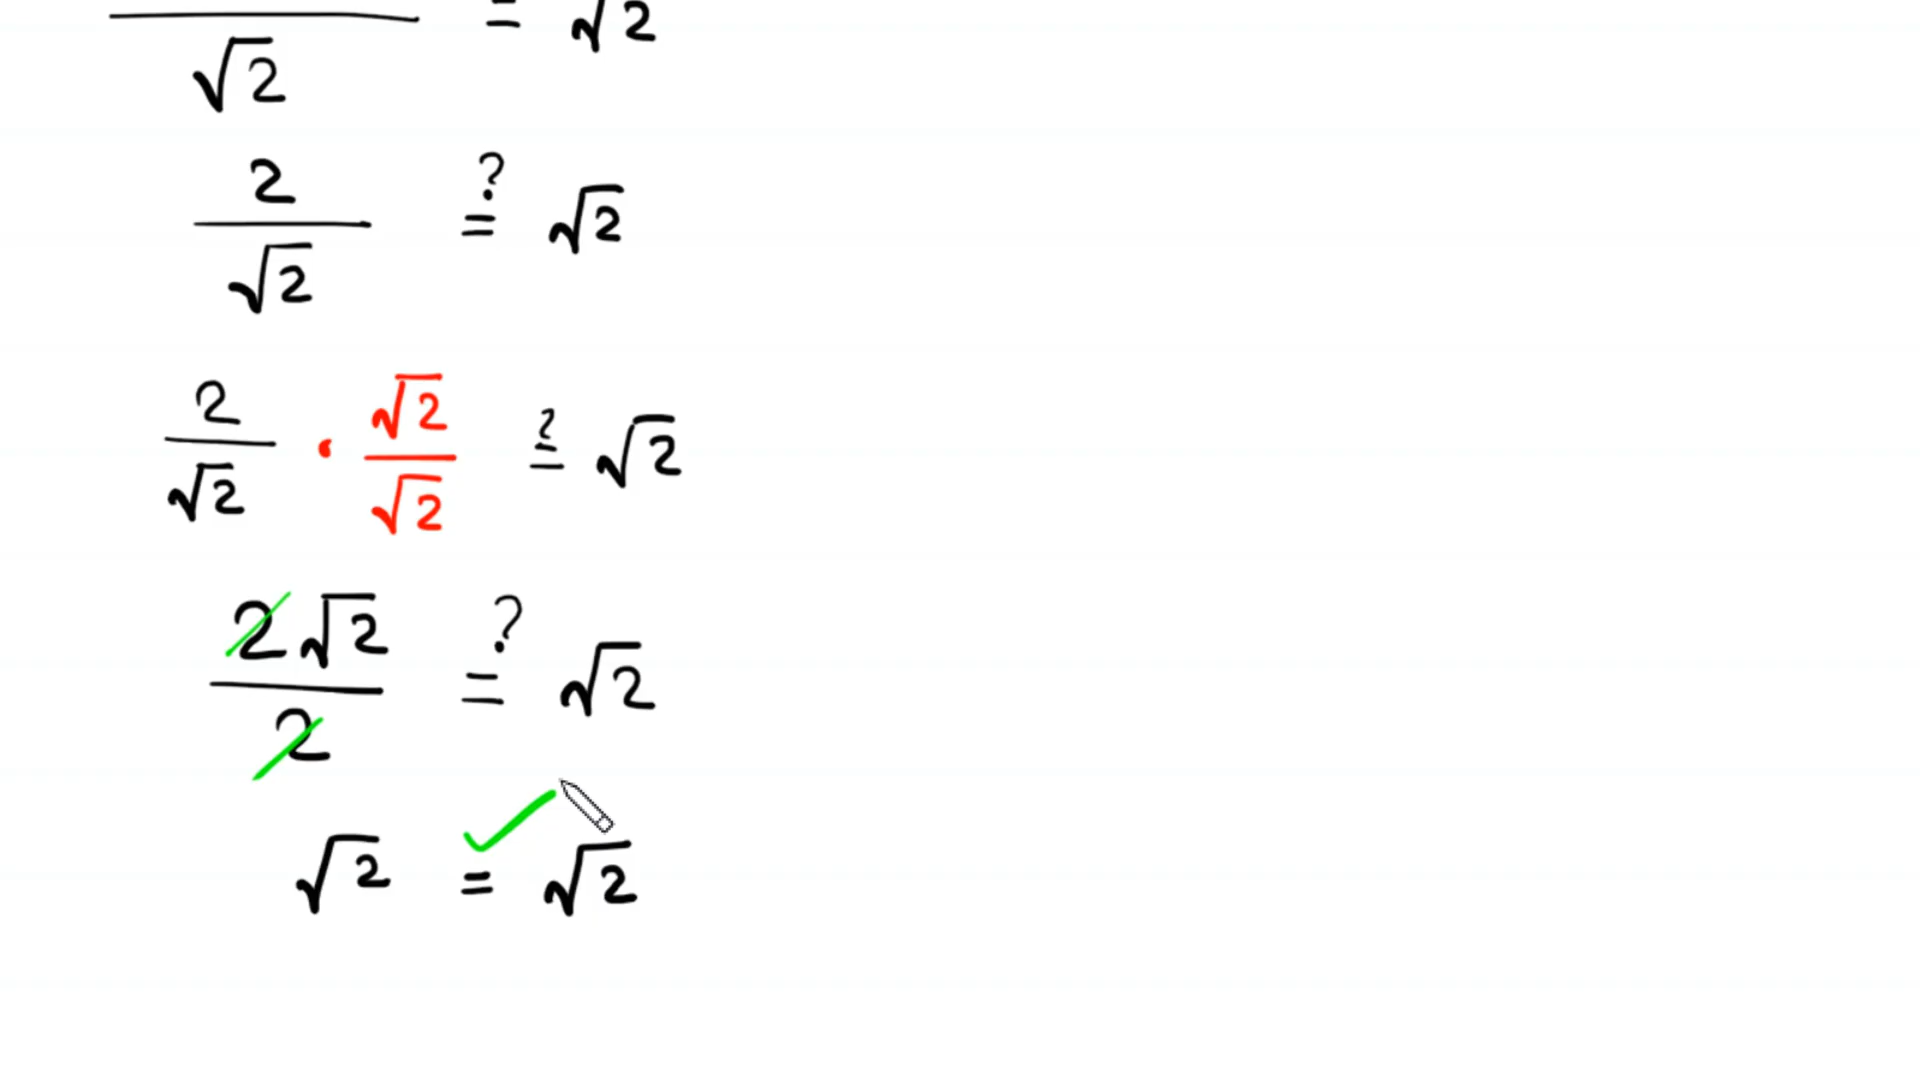 /√2 = √2
2/√2 ?= √2
2/√2 · √2/√2 ?= √2
2√2/2 ?= √2
√2 = √2